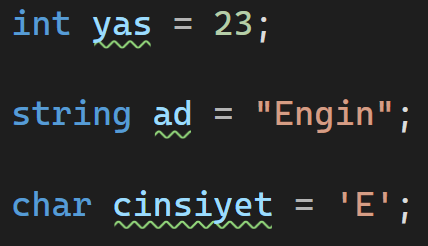 int yas = 23;
string ad = "Engin";
char cinsiyet = 'E';